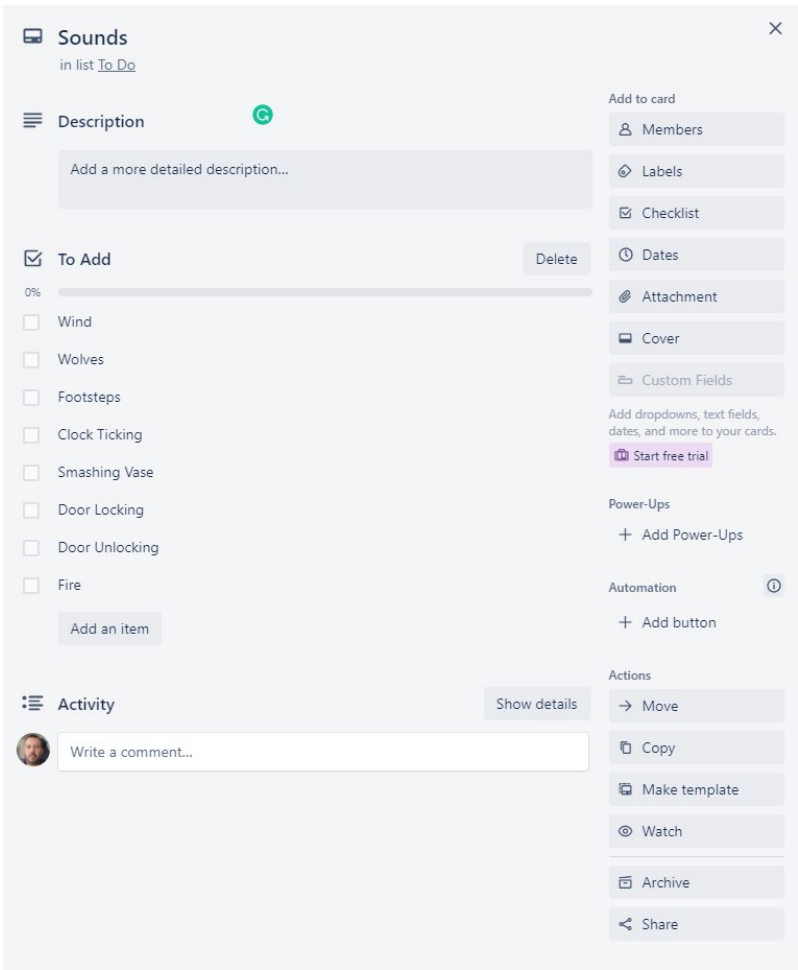 Sounds
in list To Do
Description
Add a more detailed description...
To Add
Delete
0%
Wind
Wolves
Footsteps
Clock Ticking
Smashing Vase
Door Locking
Door Unlocking
Fire
Add an item
Activity
Show details
Write a comment...
Add to card
Members
Labels
Checklist
Dates
Attachment
Cover
Custom Fields
Add dropdowns, text fields,
dates, and more to your cards.
Start free trial
Power-Ups
+ Add Power-Ups
Automation
+ Add button
Actions
Move
Copy
Make template
Watch
Archive
Share